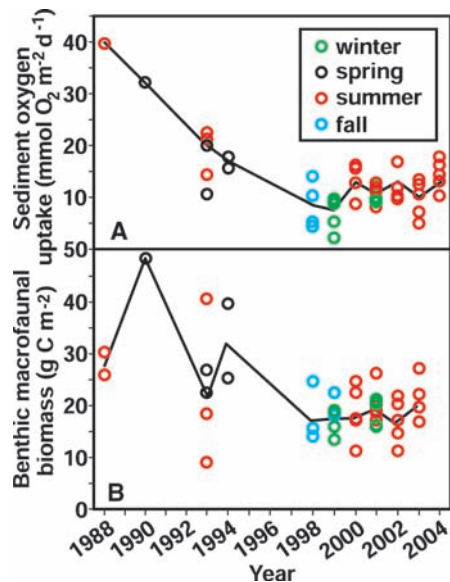 Sediment oxygen
uptake (mmol O2 m-2 d-1)
40
30
20
10
A
winter
spring
summer
fall
Benthic macrofaunal
biomass (g C m-2)
50
40
30
20
10
0
B
1988
1990
1992
1994
1996
1998
2000
2002
2004
Year